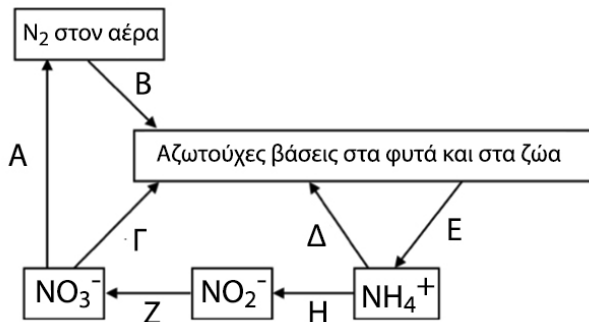 N₂ στον αέρα
Β
Α
Αζωτούχες βάσεις στα φυτά και στα ζώα
Γ
Δ
Ε
NO₃⁻
NO₂⁻
NH₄⁺
Ζ
Η